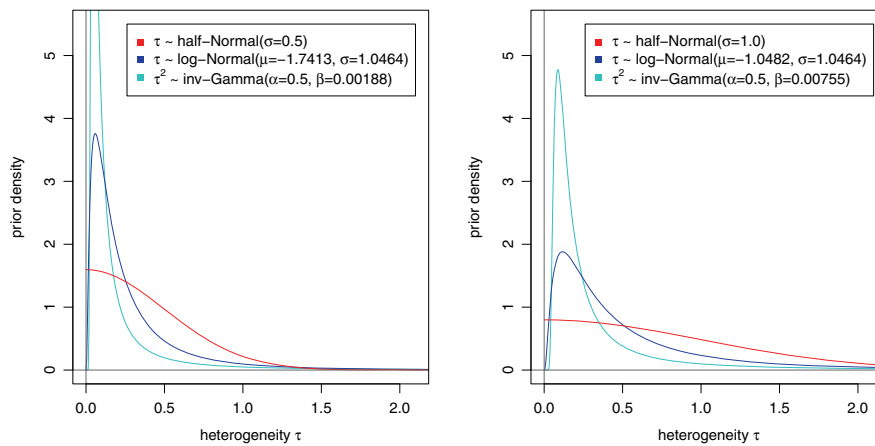 τ ~ half−Normal(σ=0.5)
τ ~ log−Normal(μ=−1.7413, σ=1.0464)
τ² ~ inv−Gamma(α=0.5, β=0.00188)
prior density
0
1
2
3
4
5
0.0
0.5
1.0
1.5
2.0
heterogeneity τ
τ ~ half−Normal(σ=1.0)
τ ~ log−Normal(μ=−1.0482, σ=1.0464)
τ² ~ inv−Gamma(α=0.5, β=0.00755)
prior density
0
1
2
3
4
5
0.0
0.5
1.0
1.5
2.0
heterogeneity τ